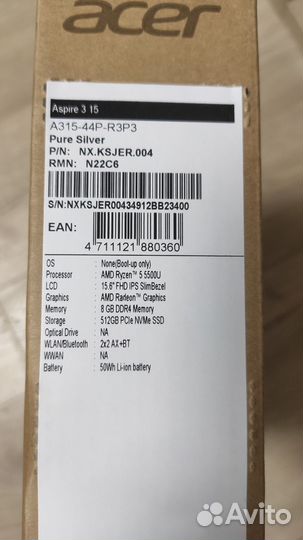 acer
Aspire 3 15
A315-44P-R3P3
Pure Silver
P/N: NX.KSJER.004
RMN: N22C6
S/N:NXKSJER00434912BB23400
EAN:
4 711121 880360
OS : None(Boot-up only)
Processor : AMD Ryzen™ 5 5500U
LCD : 15.6" FHD IPS SlimBezel
Graphics : AMD Radeon™ Graphics
Memory : 8 GB DDR4 Memory
Storage : 512GB PCIe NVMe SSD
Optical Drive : NA
WLAN/Bluetooth : 2x2 AX+BT
WWAN : NA
Battery : 50Wh Li-ion battery
Avito